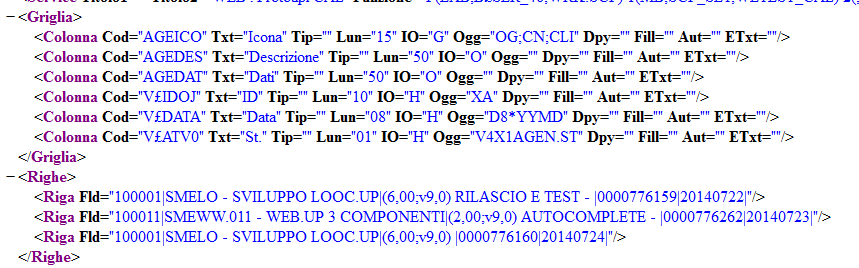 −<Griglia>
<Colonna Cod="AGEICO" Txt="Icona" Tip="" Lun="15" IO="G" Ogg="OG;CN;CLI" Dpy="" Fill="" Aut="" ETxt=""/>
<Colonna Cod="AGEDES" Txt="Descrizione" Tip="" Lun="50" IO="O" Ogg="" Dpy="" Fill="" Aut="" ETxt=""/>
<Colonna Cod="AGEDAT" Txt="Dati" Tip="" Lun="50" IO="O" Ogg="" Dpy="" Fill="" Aut="" ETxt=""/>
<Colonna Cod="V£IDOJ" Txt="ID" Tip="" Lun="10" IO="H" Ogg="XA" Dpy="" Fill="" Aut="" ETxt=""/>
<Colonna Cod="V£DATA" Txt="Data" Tip="" Lun="08" IO="H" Ogg="D8*YYMD" Dpy="" Fill="" Aut="" ETxt=""/>
<Colonna Cod="V£ATV0" Txt="St." Tip="" Lun="01" IO="H" Ogg="V4X1AGEN.ST" Dpy="" Fill="" Aut="" ETxt=""/>
</Griglia>
−<Righe>
<Riga Fld="100001|SMELO - SVILUPPO LOOC.UP|(6,00;v9,0) RILASCIO E TEST - |0000776159|20140722|"/>
<Riga Fld="100011|SMEWW.011 - WEB.UP 3 COMPONENTI|(2,00;v9,0) AUTOCOMPLETE - |0000776262|20140723|"/>
<Riga Fld="100001|SMELO - SVILUPPO LOOC.UP|(6,00;v9,0) |0000776160|20140724|"/>
</Righe>